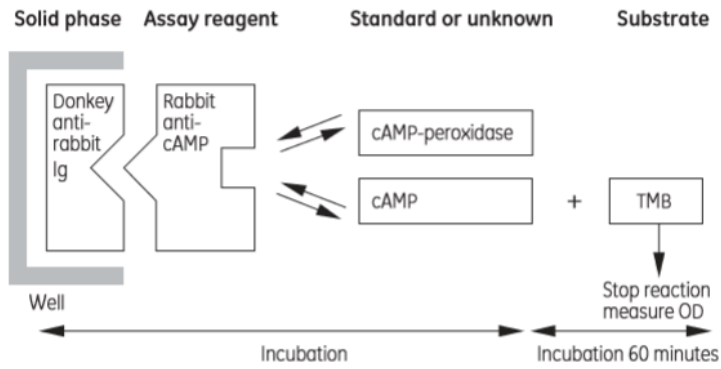 Solid phase Assay reagent Standard or unknown Substrate
Donkey
anti-
rabbit
Ig
Rabbit
anti-
cAMP
cAMP-peroxidase
cAMP
+
TMB
Stop reaction
measure OD
Well
Incubation
Incubation 60 minutes